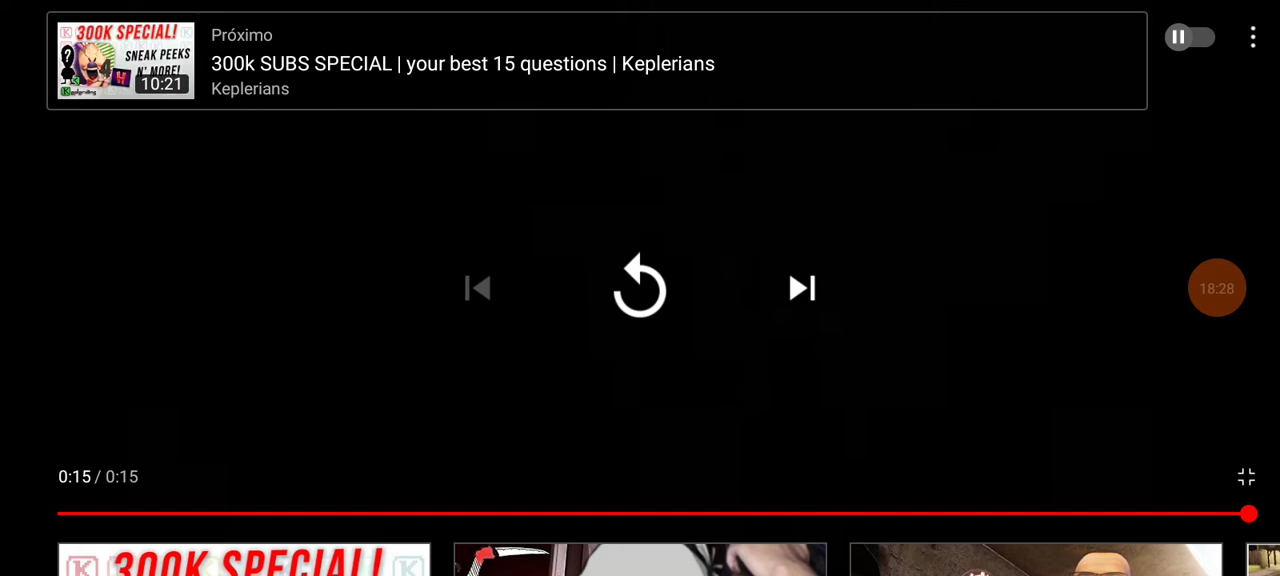 300K SPECIAL!
SNEAK PEEKS
N' MORE!
10:21
Próximo
300k SUBS SPECIAL | your best 15 questions | Keplerians
Keplerians
18:28
0:15 / 0:15
300K SPECIAL!